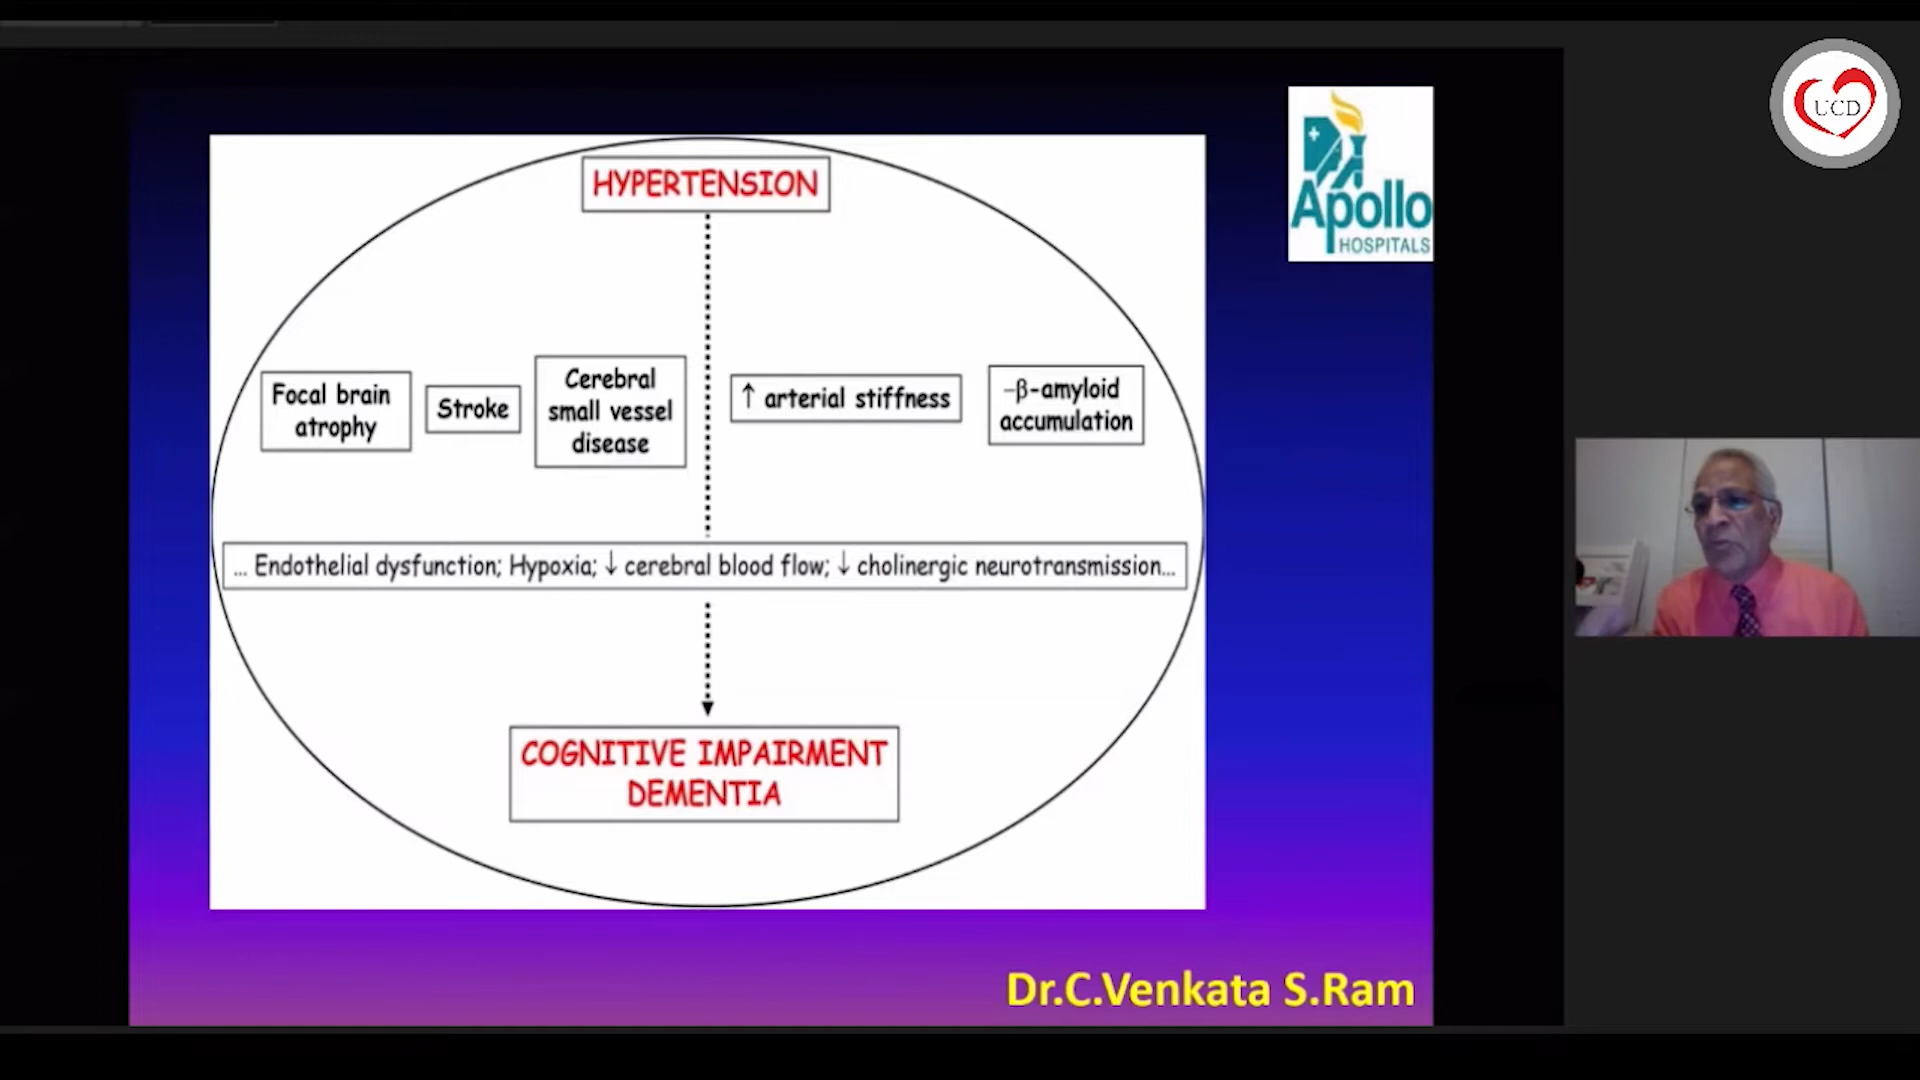 UCD
Apollo
HOSPITALS
HYPERTENSION
Focal brain
atrophy
Stroke
Cerebral
small vessel
disease
↑ arterial stiffness
-β-amyloid
accumulation
... Endothelial dysfunction; Hypoxia; ↓ cerebral blood flow; ↓ cholinergic neurotransmission...
COGNITIVE IMPAIRMENT
DEMENTIA
Dr.C.Venkata S.Ram